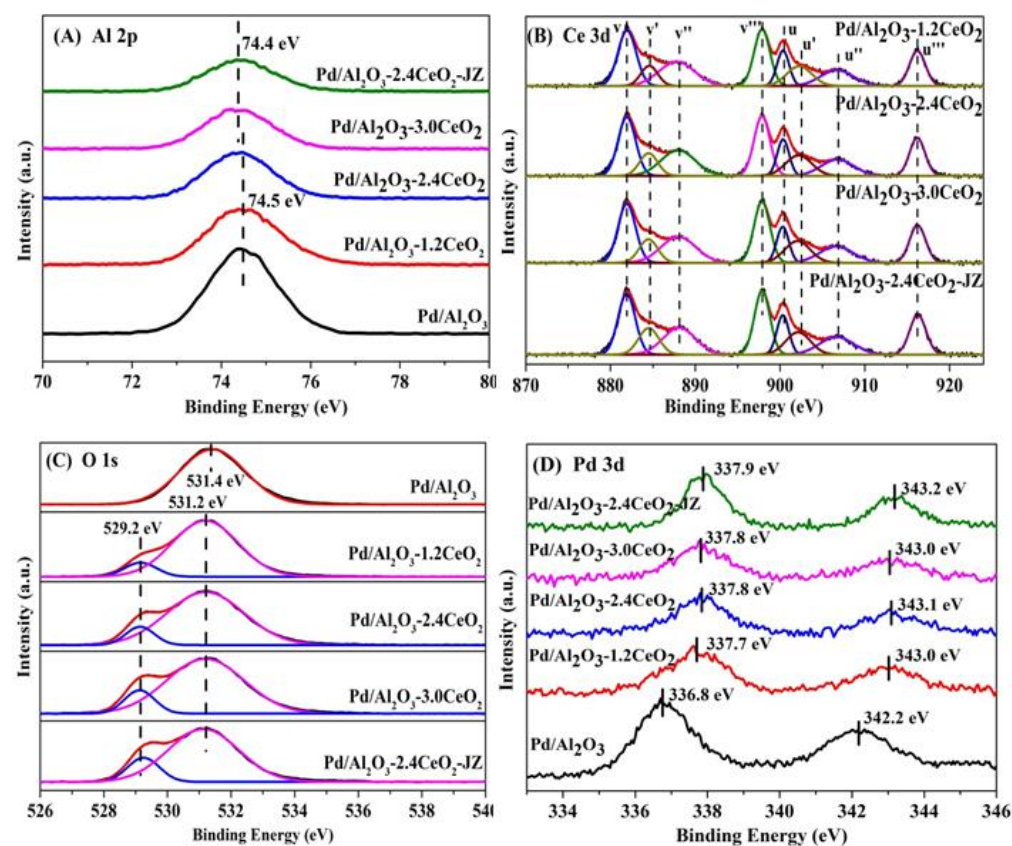 (A) Al 2p
74.4 eV
Pd/Al₂O₃-2.4CeO₂-JZ
Pd/Al₂O₃-3.0CeO₂
Pd/Al₂O₃-2.4CeO₂
74.5 eV
Pd/Al₂O₃-1.2CeO₂
Pd/Al₂O₃
Intensity (a.u.)
70 72 74 76 78 80
Binding Energy (eV)
(B) Ce 3d
v v' v'' v''' u u' u'' u'''
Pd/Al₂O₃-1.2CeO₂
Pd/Al₂O₃-2.4CeO₂
Pd/Al₂O₃-3.0CeO₂
Pd/Al₂O₃-2.4CeO₂-JZ
Intensity (a.u.)
870 880 890 900 910 920
Binding Energy (eV)
(C) O 1s
531.4 eV
Pd/Al₂O₃
531.2 eV
529.2 eV
Pd/Al₂O₃-1.2CeO₂
Pd/Al₂O₃-2.4CeO₂
Pd/Al₂O₃-3.0CeO₂
Pd/Al₂O₃-2.4CeO₂-JZ
Intensity (a.u.)
526 528 530 532 534 536 538 540
Binding Energy (eV)
(D) Pd 3d
337.9 eV
343.2 eV
Pd/Al₂O₃-2.4CeO₂-JZ
337.8 eV
343.0 eV
Pd/Al₂O₃-3.0CeO₂
337.8 eV
343.1 eV
Pd/Al₂O₃-2.4CeO₂
337.7 eV
343.0 eV
Pd/Al₂O₃-1.2CeO₂
336.8 eV
342.2 eV
Pd/Al₂O₃
Intensity (a.u.)
334 336 338 340 342 344 346
Binding Energy (eV)